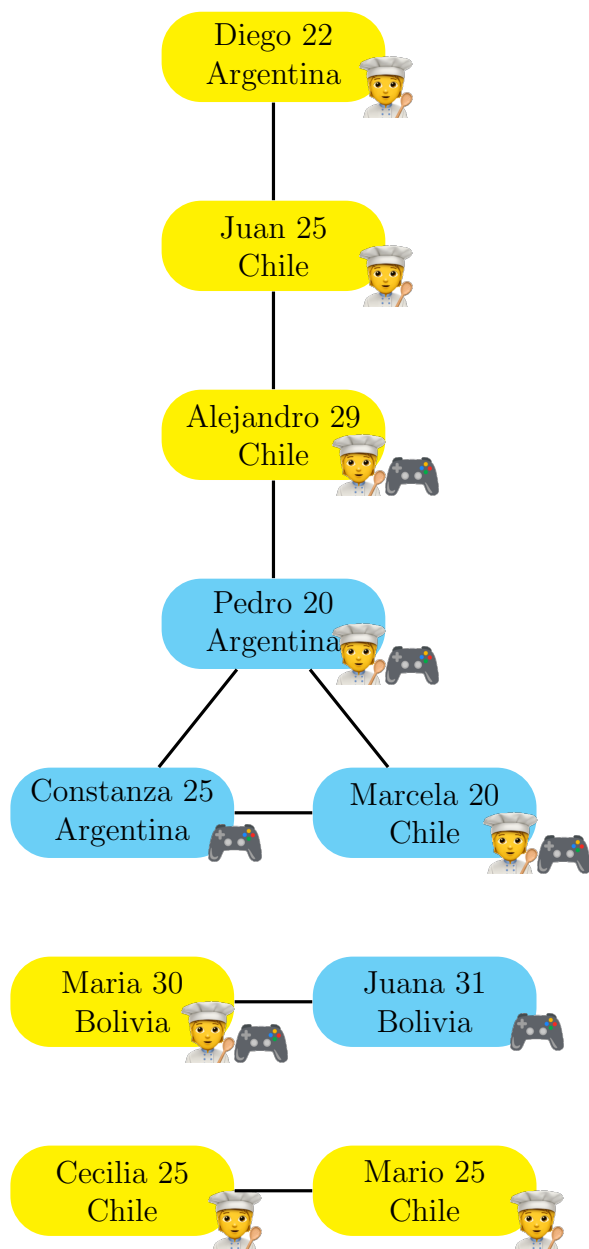 Diego 22
Argentina
Juan 25
Chile
Alejandro 29
Chile
Pedro 20
Argentina
Constanza 25
Argentina
Marcela 20
Chile
Maria 30
Bolivia
Juana 31
Bolivia
Cecilia 25
Chile
Mario 25
Chile